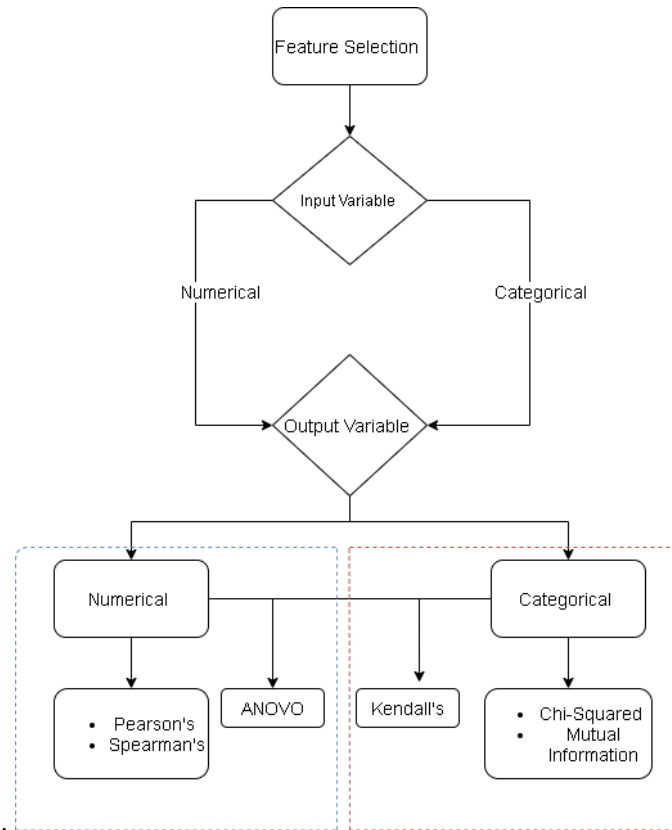 Feature Selection
Input Variable
Numerical
Categorical
Output Variable
Numerical
Categorical
• Pearson's
• Spearman's
ANOVO
Kendall's
• Chi-Squared
• Mutual
Information
.